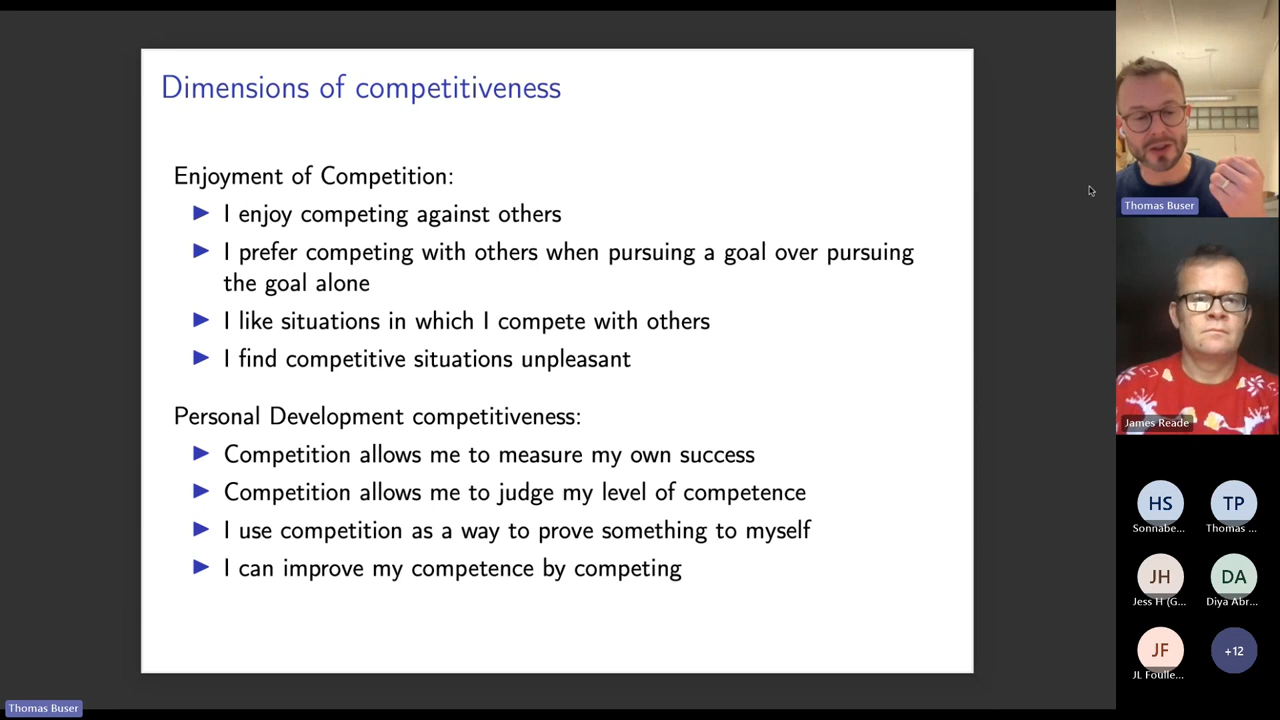 Dimensions of competitiveness
Enjoyment of Competition:
I enjoy competing against others
I prefer competing with others when pursuing a goal over pursuing
the goal alone
I like situations in which I compete with others
I find competitive situations unpleasant
Personal Development competitiveness:
Competition allows me to measure my own success
Competition allows me to judge my level of competence
I use competition as a way to prove something to myself
I can improve my competence by competing
Thomas Buser
Thomas Buser
James Reade
HS
Sonnabe...
TP
Thomas ...
JH
Jess H (G...
DA
Diya Abr...
JF
JL Foulle...
+12